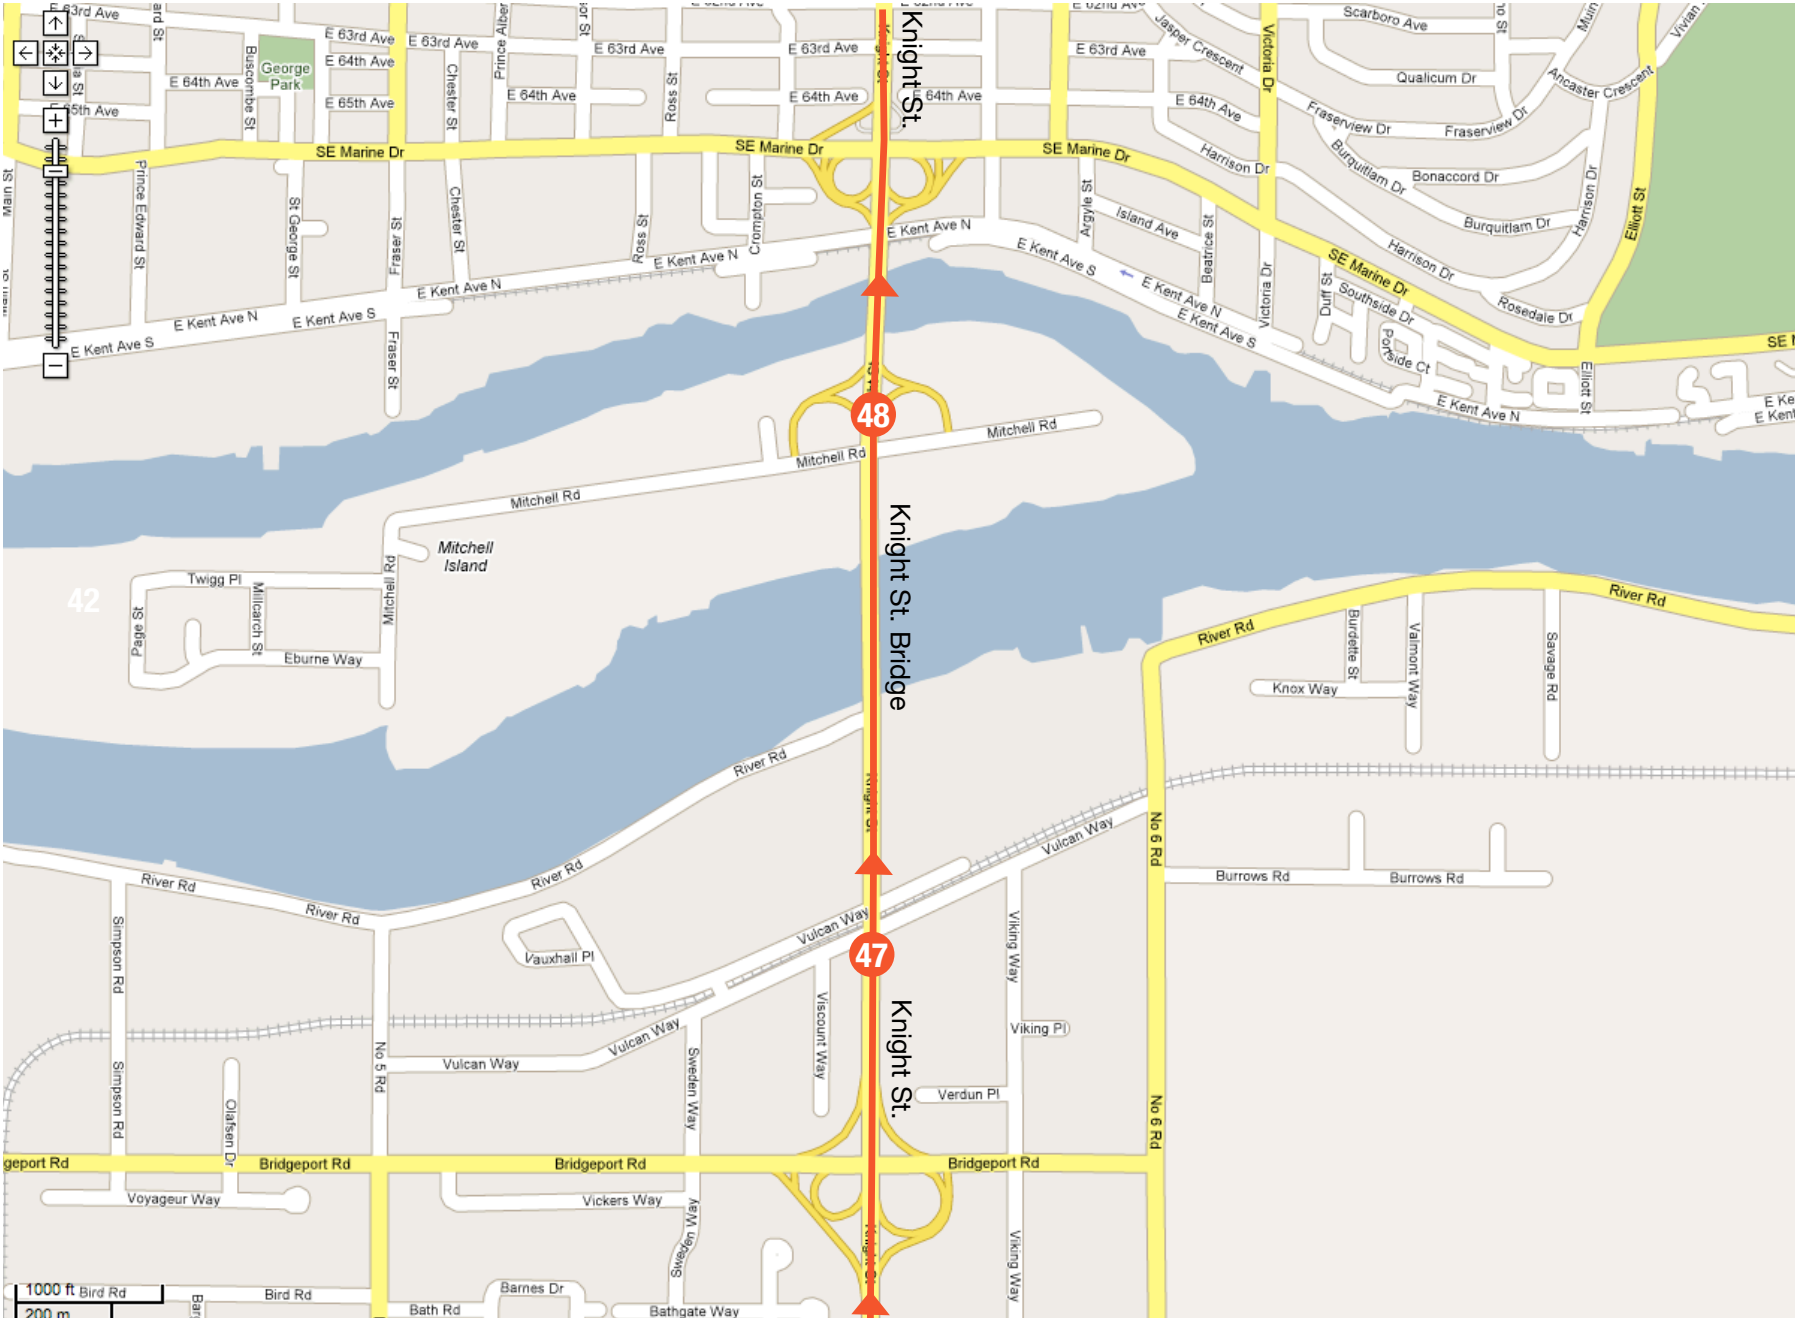 E 63rd Ave
E 63rd Ave
E 63rd Ave
E 63rd Ave
E 63rd Ave
E 63rd Ave
E 64th Ave
E 64th Ave
E 64th Ave
E 64th Ave
E 64th Ave
E 64th Ave
E 65th Ave
65th Ave
George
Park
Buscombe St
Chester St
Ross St
Knight St.
Jasper Crescent
Victoria Dr
Scarboro Ave
Qualicum Dr
Ancaster Crescent
Fraserview Dr
Fraserview Dr
Harrison Dr
Burquitlam Dr
Bonaccord Dr
Burquitlam Dr
Harrison Dr
Harrison Dr
Elliott St
SE Marine Dr
SE Marine Dr
SE Marine Dr
SE Marine Dr
Main St
Prince Edward St
St George St
Fraser St
Chester St
Ross St
Crompton St
Argyle St
Island Ave
Beatrice St
Victoria Dr
Duff St
Southside Dr
Portside Ct
Rosedale Dr
Elliott St
E Kent Ave N
E Kent Ave N
E Kent Ave N
E Kent Ave N
E Kent Ave S
E Kent Ave N
E Kent Ave S
E Kent Ave S
E Kent Ave S
E Kent Ave N
Fraser St
48
Mitchell Rd
Mitchell Rd
Mitchell Rd
Mitchell
Island
Mitchell Rd
42
Twigg Pl
Page St
Millcarch St
Eburne Way
Knight St. Bridge
River Rd
River Rd
Burdette St
Valmont Way
Savage Rd
Knox Way
River Rd
Knight St
No 6 Rd
Vulcan Way
Burrows Rd
Burrows Rd
River Rd
River Rd
River Rd
Simpson Rd
Vauxhall Pl
Vulcan Way
47
Viking Way
Viscount Way
Knight St.
Viking Pl
Vulcan Way
Vulcan Way
No 5 Rd
Sweden Way
Simpson Rd
Olafsen Dr
Verdun Pl
No 6 Rd
geport Rd
Bridgeport Rd
Bridgeport Rd
Bridgeport Rd
Voyageur Way
Vickers Way
Sweden Way
Knight St
Viking Way
1000 ft
200 m
Bird Rd
Bird Rd
Bath Rd
Barnes Dr
Bathgate Way